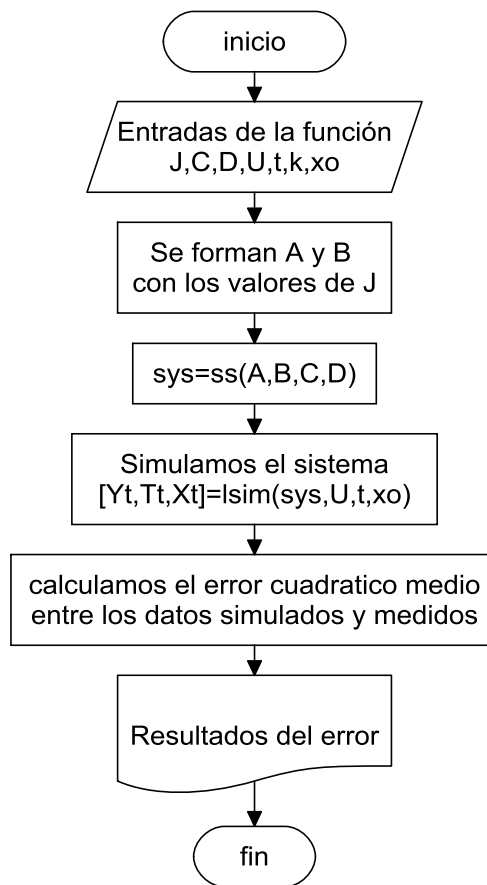 inicio
Entradas de la función
J,C,D,U,t,k,xo
Se forman A y B
con los valores de J
sys=ss(A,B,C,D)
Simulamos el sistema
[Yt,Tt,Xt]=lsim(sys,U,t,xo)
calculamos el error cuadratico medio
entre los datos simulados y medidos
Resultados del error
fin